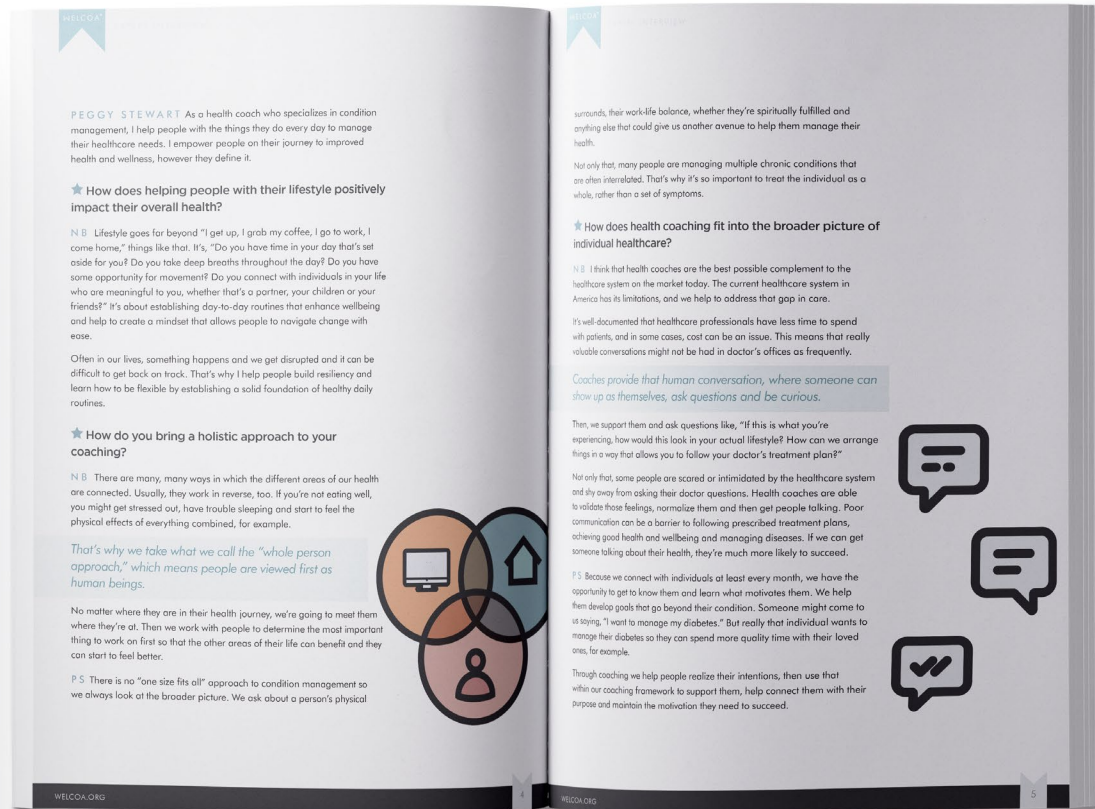 WELCOA
PEGGY STEWART As a health coach who specializes in condition
management, I help people with the things they do every day to manage
their healthcare needs. I empower people on their journey to improved
health and wellness, however they define it.
How does helping people with their lifestyle positively
impact their overall health?
NB Lifestyle goes far beyond “I get up, I grab my coffee, I go to work, I
come home,” things like that. It’s, “Do you have time in your day that’s set
aside for you? Do you take deep breaths throughout the day? Do you have
some opportunity for movement? Do you connect with individuals in your life
who are meaningful to you, whether that’s a partner, your children or your
friends?” It’s about establishing day-to-day routines that enhance wellbeing
and help to create a mindset that allows people to navigate change with
ease.
Often in our lives, something happens and we get disrupted and it can be
difficult to get back on track. That’s why I help people build resiliency and
learn how to be flexible by establishing a solid foundation of healthy daily
routines.
How do you bring a holistic approach to your
coaching?
NB There are many, many ways in which the different areas of our health
are connected. Usually, they work in reverse, too. If you’re not eating well,
you might get stressed out, have trouble sleeping and start to feel the
physical effects of everything combined, for example.
That’s why we take what we call the “whole person
approach,” which means people are viewed first as
human beings.
No matter where they are in their health journey, we’re going to meet them
where they’re at. Then we work with people to determine the most important
thing to work on first so that the other areas of their life can benefit and they
can start to feel better.
PS There is no “one size fits all” approach to condition management so
we always look at the broader picture. We ask about a person’s physical
WELCOA.ORG
4
WELCOA
surrounds, their work-life balance, whether they’re spiritually fulfilled and
anything else that could give us another avenue to help them manage their
health.
Not only that, many people are managing multiple chronic conditions that
are often interrelated. That’s why it’s so important to treat the individual as a
whole, rather than a set of symptoms.
How does health coaching fit into the broader picture of
individual healthcare?
NB I think that health coaches are the best possible complement to the
healthcare system on the market today. The current healthcare system in
America has its limitations, and we help to address that gap in care.
It’s well-documented that healthcare professionals have less time to spend
with patients, and in some cases, cost can be an issue. This means that really
valuable conversations might not be had in doctor’s offices as frequently.
Coaches provide that human conversation, where someone can
show up as themselves, ask questions and be curious.
Then, we support them and ask questions like, “If this is what you’re
experiencing, how would this look in your actual lifestyle? How can we arrange
things in a way that allows you to follow your doctor’s treatment plan?”
Not only that, some people are scared or intimidated by the healthcare system
and shy away from asking their doctor questions. Health coaches are able
to validate those feelings, normalize them and then get people talking. Poor
communication can be a barrier to following prescribed treatment plans,
achieving good health and wellbeing and managing diseases. If we can get
someone talking about their health, they’re much more likely to succeed.
PS Because we connect with individuals at least every month, we have the
opportunity to get to know them and learn what motivates them. We help
them develop goals that go beyond their condition. Someone might come to
us saying, “I want to manage my diabetes.” But really that individual wants to
manage their diabetes so they can spend more quality time with their loved
ones, for example.
Through coaching we help people realize their intentions, then use that
within our coaching framework to support them, help connect them with their
purpose and maintain the motivation they need to succeed.
WELCOA.ORG
5